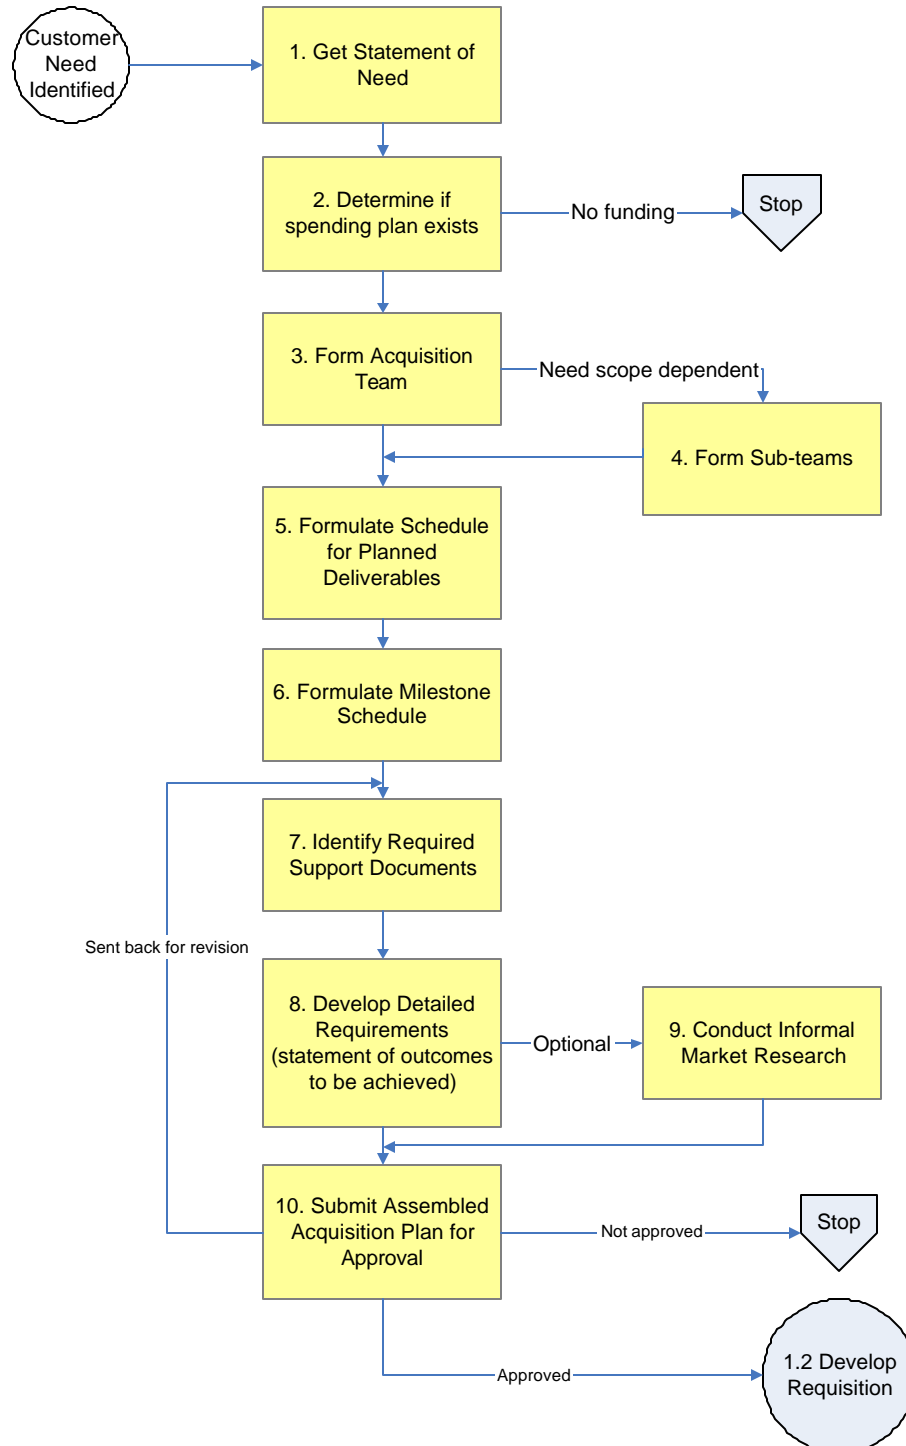 Customer
Need
Identified
1. Get Statement of
Need
2. Determine if
spending plan exists
No funding
Stop
3. Form Acquisition
Team
Need scope dependent
4. Form Sub-teams
5. Formulate Schedule
for Planned
Deliverables
6. Formulate Milestone
Schedule
7. Identify Required
Support Documents
Sent back for revision
8. Develop Detailed
Requirements
(statement of outcomes
to be achieved)
Optional
9. Conduct Informal
Market Research
10. Submit Assembled
Acquisition Plan for
Approval
Not approved
Stop
Approved
1.2 Develop
Requisition